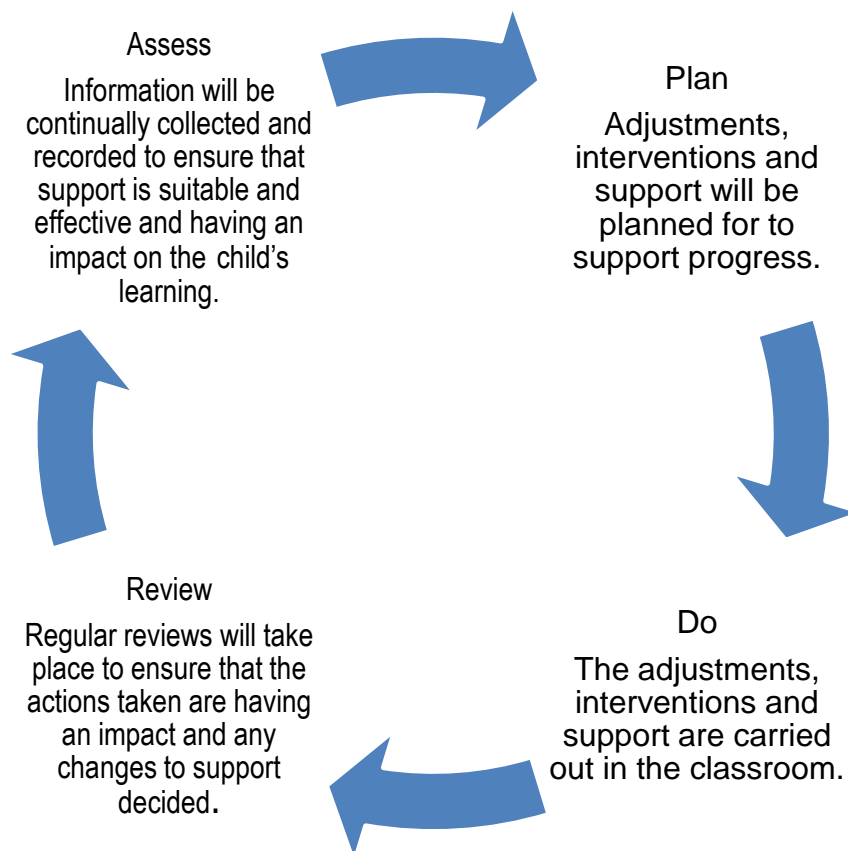 Assess
Information will be
continually collected and
recorded to ensure that
support is suitable and
effective and having an
impact on the child's
learning.
Plan
Adjustments,
interventions and
support will be
planned for to
support progress.
Do
The adjustments,
interventions and
support are carried
out in the classroom.
Review
Regular reviews will take
place to ensure that the
actions taken are having
an impact and any
changes to support
decided.